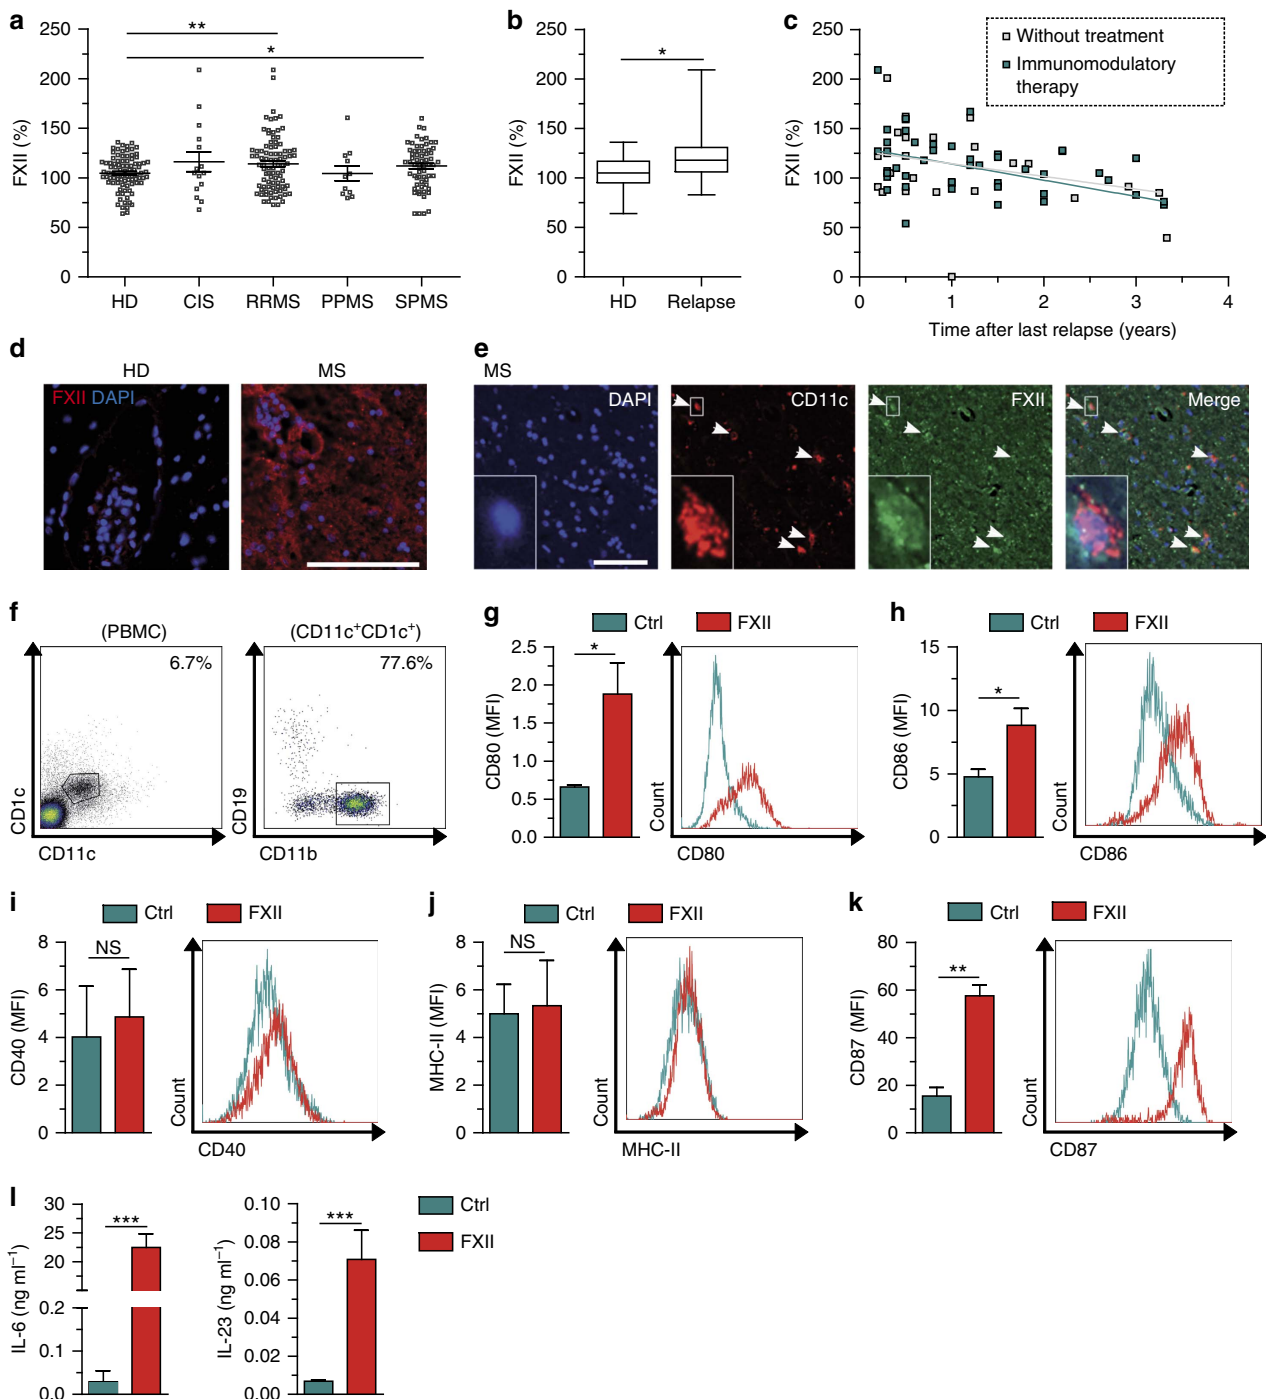 a
250
200
150
100
50
0
FXII (%)
**
*
HD CIS RRMS PPMS SPMS
b
250
200
150
100
50
0
FXII (%)
*
HD Relapse
c
250
200
150
100
50
0
FXII (%)
Without treatment
Immunomodulatory
therapy
0 1 2 3 4
Time after last relapse (years)
d
HD MS
FXII DAPI
e
MS
DAPI CD11c FXII Merge
f
(PBMC) (CD11c⁺CD1c⁺)
6.7% 77.6%
CD1c
CD11c
CD19
CD11b
g
Ctrl FXII
2.5
2.0
1.5
1.0
0.5
0.0
CD80 (MFI)
*
Count
CD80
h
Ctrl FXII
15
10
5
0
CD86 (MFI)
*
Count
CD86
i
Ctrl FXII
8
6
4
2
0
CD40 (MFI)
NS
Count
CD40
j
Ctrl FXII
8
6
4
2
0
MHC-II (MFI)
NS
Count
MHC-II
k
Ctrl FXII
80
60
40
20
0
CD87 (MFI)
**
Count
CD87
l
30
25
20
0.2
0.1
0.0
IL-6 (ng ml⁻¹)
***
0.10
0.08
0.06
0.04
0.02
0.00
IL-23 (ng ml⁻¹)
***
Ctrl
FXII